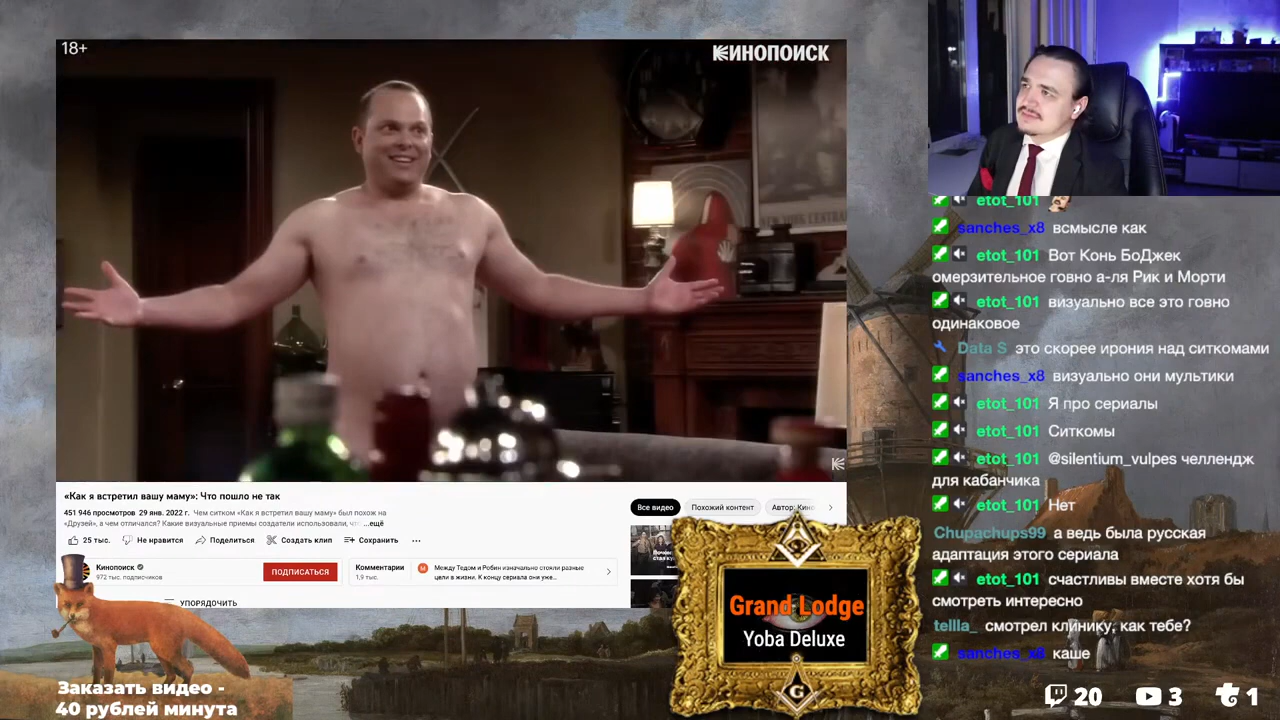 18+
КИНОПОИСК
«Как я встретил вашу маму»: Что пошло не так
451 946 просмотров 29 янв. 2022 г. Чем ситком «Как я встретил вашу маму» был похож на
«Друзей», а чем отличался? Какие визуальные приемы создатели использовали, ...ещё
25 тыс. Не нравится Поделиться Создать клип Сохранить
Кинопоиск
972 тыс. подписчиков
ПОДПИСАТЬСЯ
Комментарии
1,9 тыс.
М
Между Тедом и Робин изначально стояли разные
цели в жизни. К концу сериала они уже...
УПОРЯДОЧИТЬ
Все видео Похожий контент Автор: Кино
Grand Lodge
Yoba Deluxe
G
Заказать видео -
40 рублей минута
etot_101
sanches_x8 всмысле как
etot_101 Вот Конь БоДжек
омерзительное говно а-ля Рик и Морти
etot_101 визуально все это говно
одинаковое
Data S это скорее ирония над ситкомами
sanches_x8 визуально они мультики
etot_101 Я про сериалы
etot_101 Ситкомы
etot_101 @silentium_vulpes челлендж
для кабанчика
etot_101 Нет
Chupachups99 а ведь была русская
адаптация этого сериала
etot_101 счастливы вместе хотя бы
смотреть интересно
tellla_ смотрел клинику, как тебе?
sanches_x8 каше
20 3 1